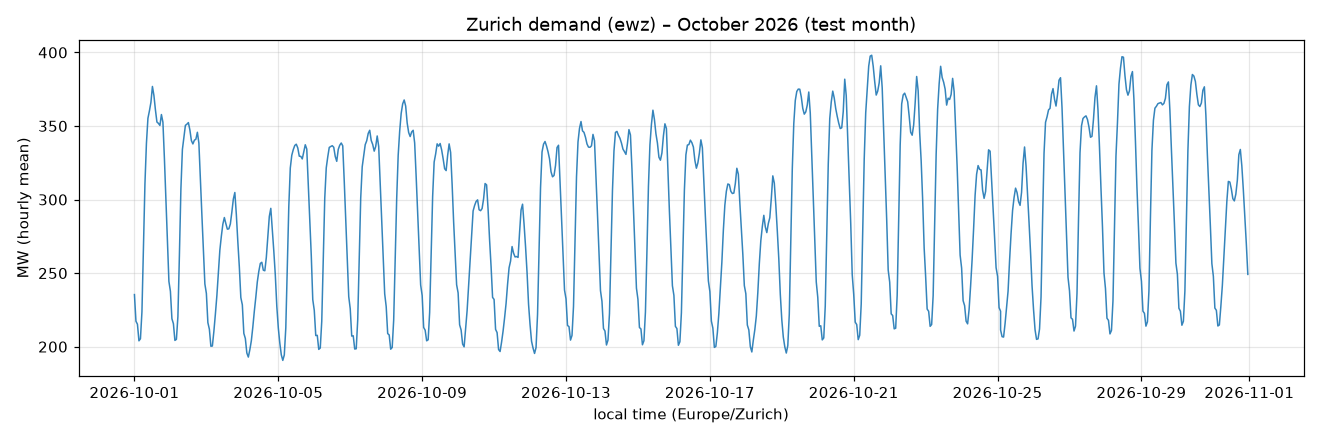 Zurich demand (ewz) – October 2026 (test month)
MW (hourly mean)
400
350
300
250
200
2026-10-01 2026-10-05 2026-10-09 2026-10-13 2026-10-17 2026-10-21 2026-10-25 2026-10-29 2026-11-01
local time (Europe/Zurich)